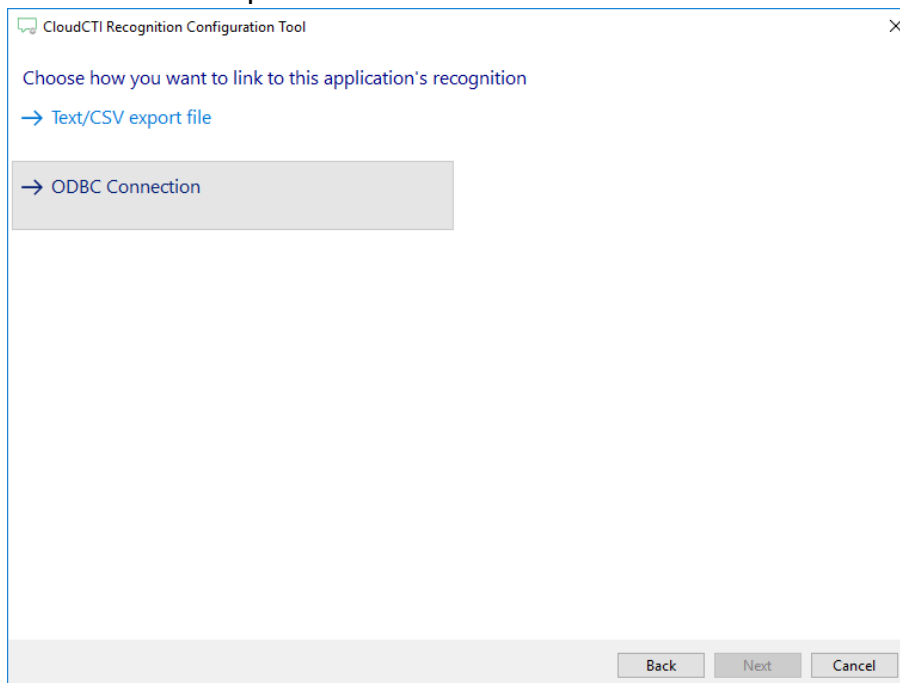 CloudCTI Recognition Configuration Tool
Choose how you want to link to this application's recognition
→ Text/CSV export file
→ ODBC Connection
Back Next Cancel